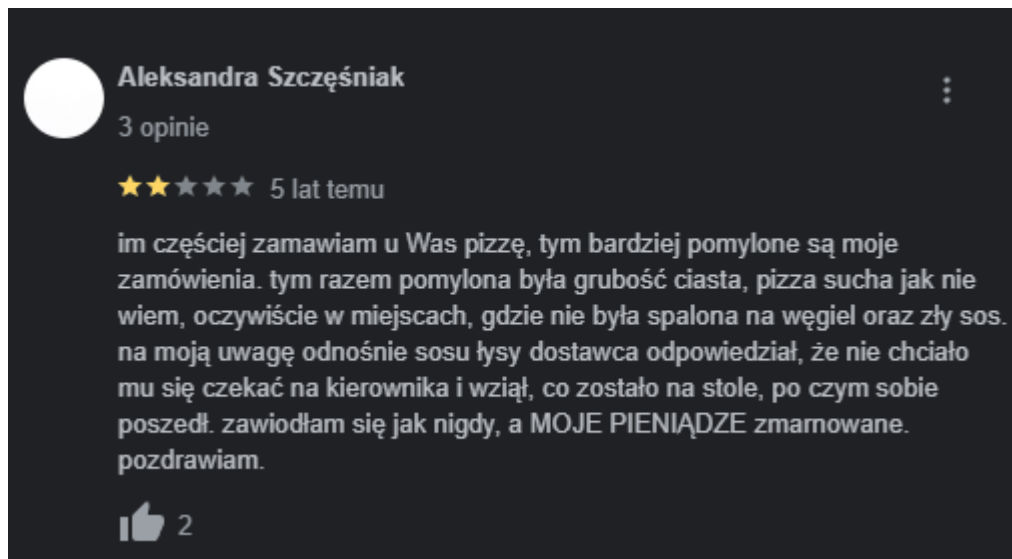 Aleksandra Szczęśniak
3 opinie
5 lat temu
im częściej zamawiam u Was pizzę, tym bardziej pomylone są moje
zamówienia. tym razem pomylona była grubość ciasta, pizza sucha jak nie
wiem, oczywiście w miejscach, gdzie nie była spalona na węgiel oraz zły sos.
na moją uwagę odnośnie sosu łysy dostawca odpowiedział, że nie chciało
mu się czekać na kierownika i wziął, co zostało na stole, po czym sobie
poszedł. zawiodłam się jak nigdy, a MOJE PIENIĄDZE zmarnowane.
pozdrawiam.
2